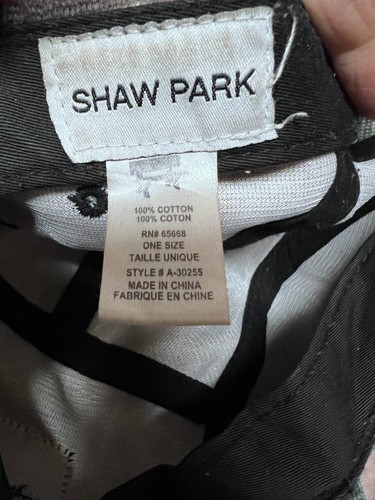 SHAW PARK
100% COTTON
100% COTON
RN# 65668
ONE SIZE
TAILLE UNIQUE
STYLE # A-30255
MADE IN CHINA
FABRIQUE EN CHINE